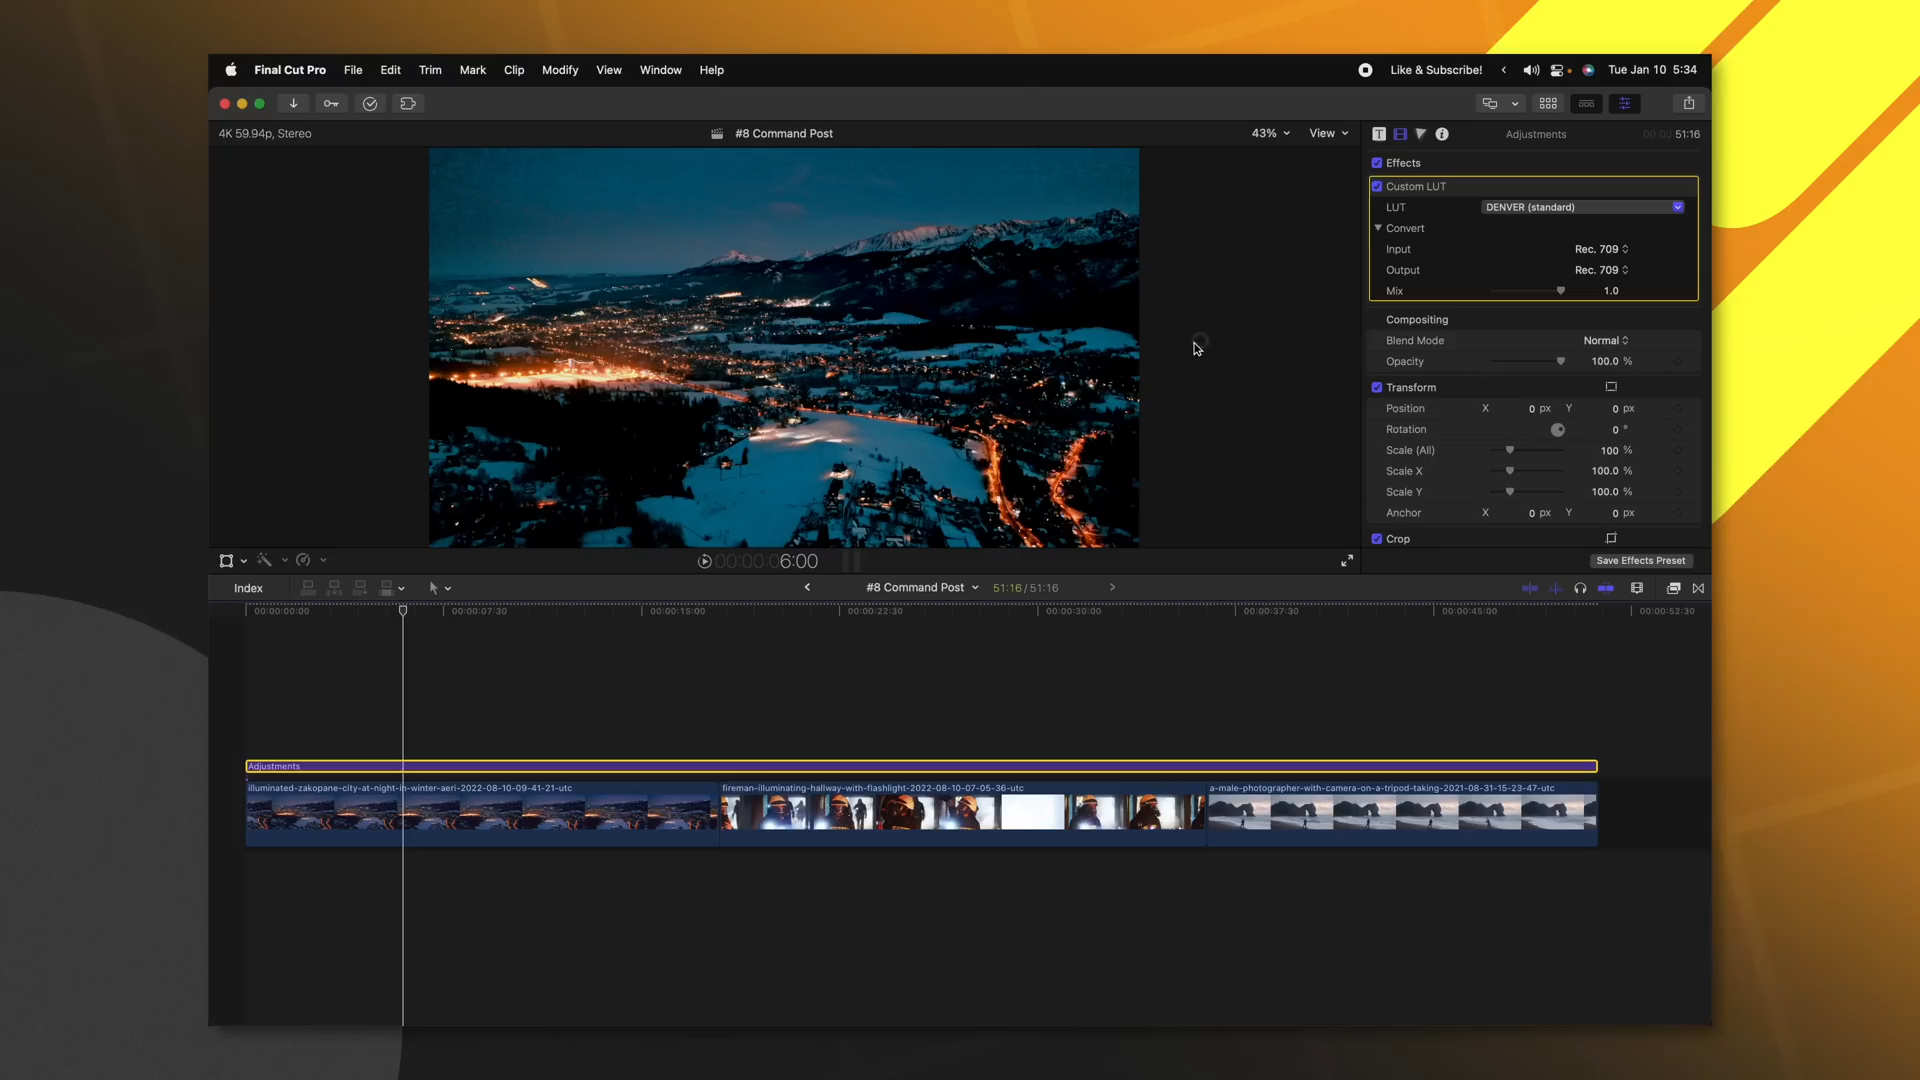 Final Cut Pro File Edit Trim Mark Clip Modify View Window Help Like & Subscribe! Tue Jan 10 5:34
4K 59.94p, Stereo #8 Command Post 43% View Adjustments 00:00:51:16
Effects
Custom LUT
LUT DENVER (standard)
Convert
Input Rec. 709
Output Rec. 709
Mix 1.0
Compositing
Blend Mode Normal
Opacity 100.0 %
Transform
Position X 0 px Y 0 px
Rotation 0 °
Scale (All) 100 %
Scale X 100.0 %
Scale Y 100.0 %
Anchor X 0 px Y 0 px
Crop
00:00:06:00 Save Effects Preset
Index #8 Command Post 51:16 / 51:16
00:00:00:00 00:00:07:30 00:00:15:00 00:00:22:30 00:00:30:00 00:00:37:30 00:00:45:00 00:00:52:30
Adjustments
illuminated-zakopane-city-at-night-in-winter-aeri-2022-08-10-09-41-21-utc fireman-illuminating-hallway-with-flashlight-2022-08-10-07-05-36-utc a-male-photographer-with-camera-on-a-tripod-taking-2021-08-31-15-23-47-utc